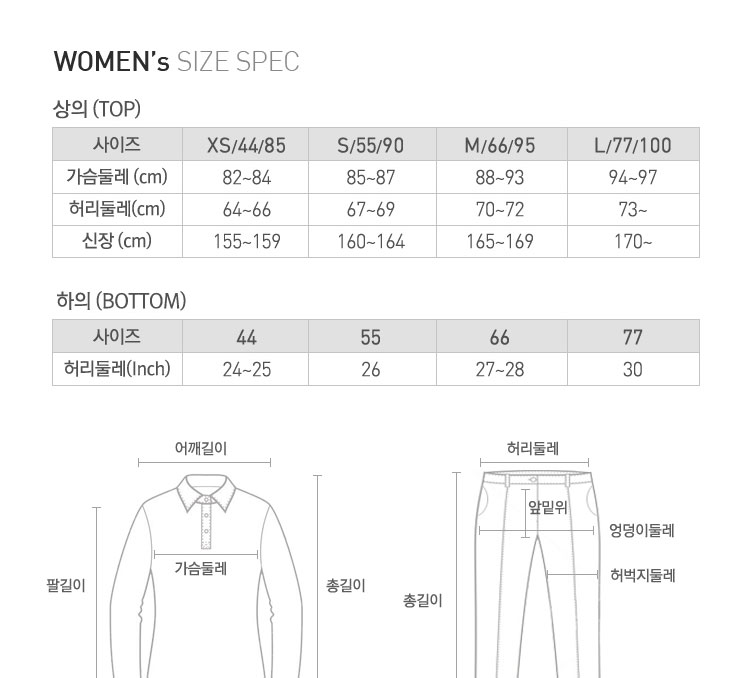 WOMEN's SIZE SPEC
상의 (TOP)
사이즈 XS/44/85 S/55/90 M/66/95 L/77/100
가슴둘레 (cm) 82~84 85~87 88~93 94~97
허리둘레(cm) 64~66 67~69 70~72 73~
신장 (cm) 155~159 160~164 165~169 170~
하의 (BOTTOM)
사이즈 44 55 66 77
허리둘레(Inch) 24~25 26 27~28 30
어깨길이
가슴둘레
팔길이
총길이
허리둘레
앞밑위
엉덩이둘레
허벅지둘레
총길이